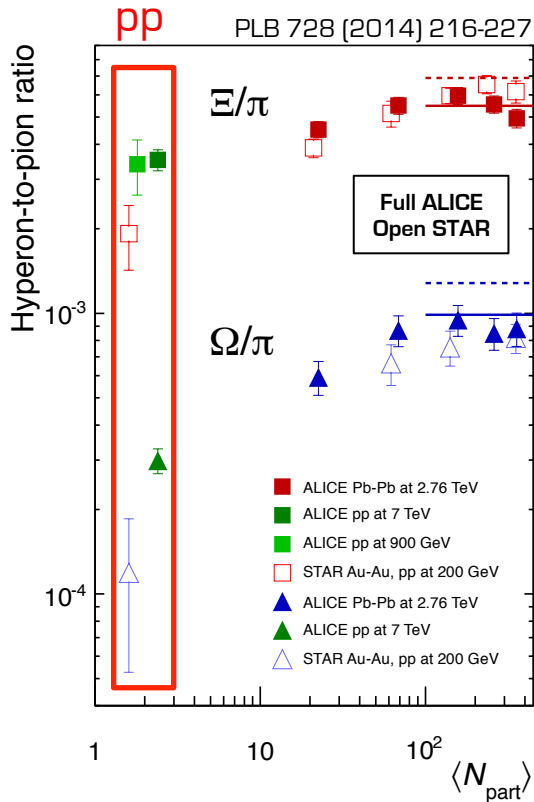 pp
PLB 728 (2014) 216-227
Hyperon-to-pion ratio
Ξ/π
Full ALICE
Open STAR
10⁻³
Ω/π
ALICE Pb-Pb at 2.76 TeV
ALICE pp at 7 TeV
ALICE pp at 900 GeV
STAR Au-Au, pp at 200 GeV
ALICE Pb-Pb at 2.76 TeV
ALICE pp at 7 TeV
STAR Au-Au, pp at 200 GeV
10⁻⁴
1
10
10²
⟨Npart⟩